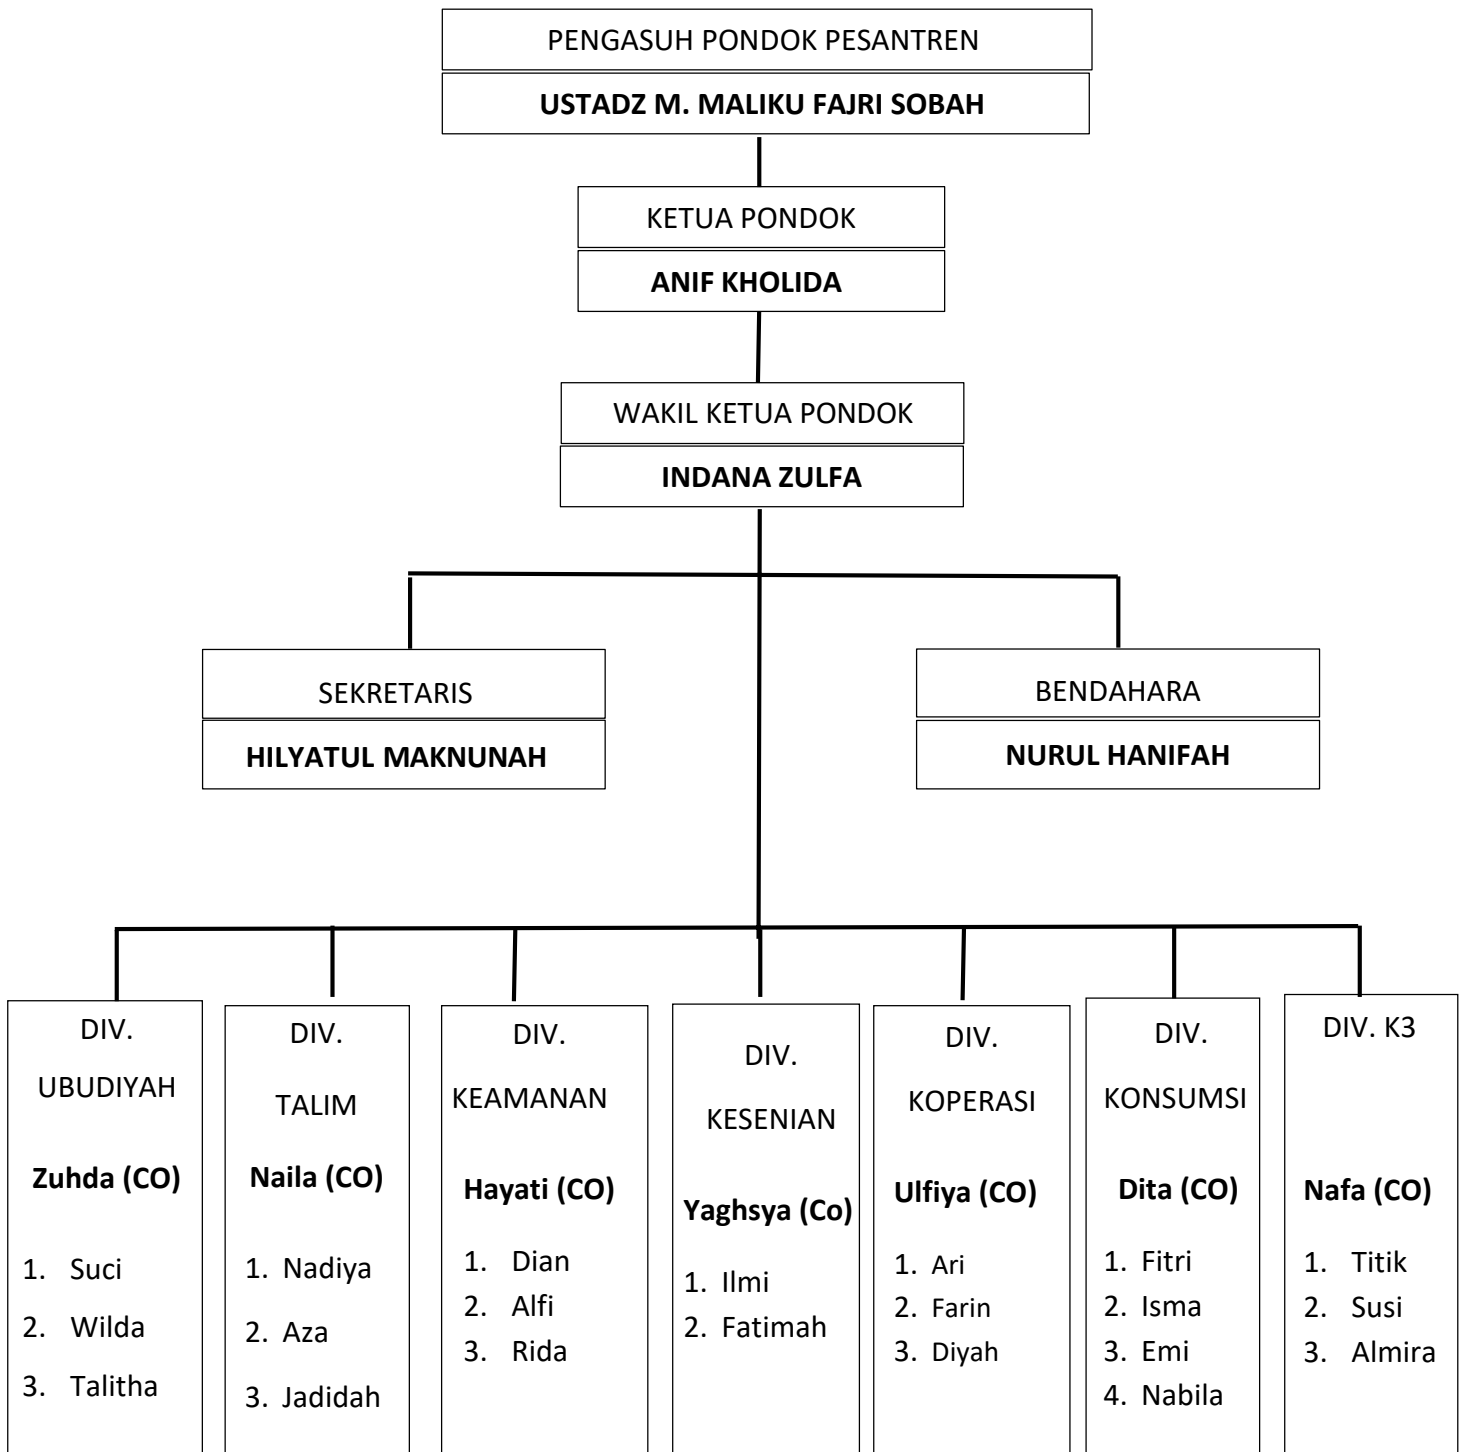 PENGASUH PONDOK PESANTREN
USTADZ M. MALIKU FAJRI SOBAH
KETUA PONDOK
ANIF KHOLIDA
WAKIL KETUA PONDOK
INDANA ZULFA
SEKRETARIS
HILYATUL MAKNUNAH
BENDAHARA
NURUL HANIFAH
DIV.
UBUDIYAH
Zuhda (CO)
1. Suci
2. Wilda
3. Talitha
DIV.
TALIM
Naila (CO)
1. Nadiya
2. Aza
3. Jadidah
DIV.
KEAMANAN
Hayati (CO)
1. Dian
2. Alfi
3. Rida
DIV.
KESENIAN
Yaghsya (Co)
1. Ilmi
2. Fatimah
DIV.
KOPERASI
Ulfiya (CO)
1. Ari
2. Farin
3. Diyah
DIV.
KONSUMSI
Dita (CO)
1. Fitri
2. Isma
3. Emi
4. Nabila
DIV. K3
Nafa (CO)
1. Titik
2. Susi
3. Almira